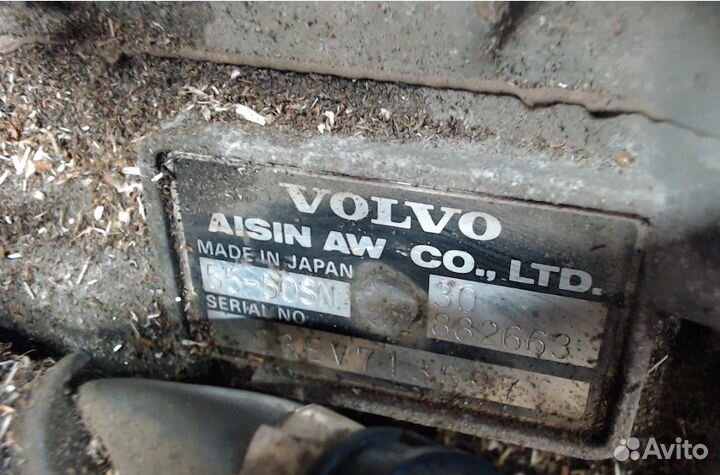 VOLVO
AISIN AW CO., LTD.
MADE IN JAPAN
55-50SN
30
882663
SERIAL NO
Avito